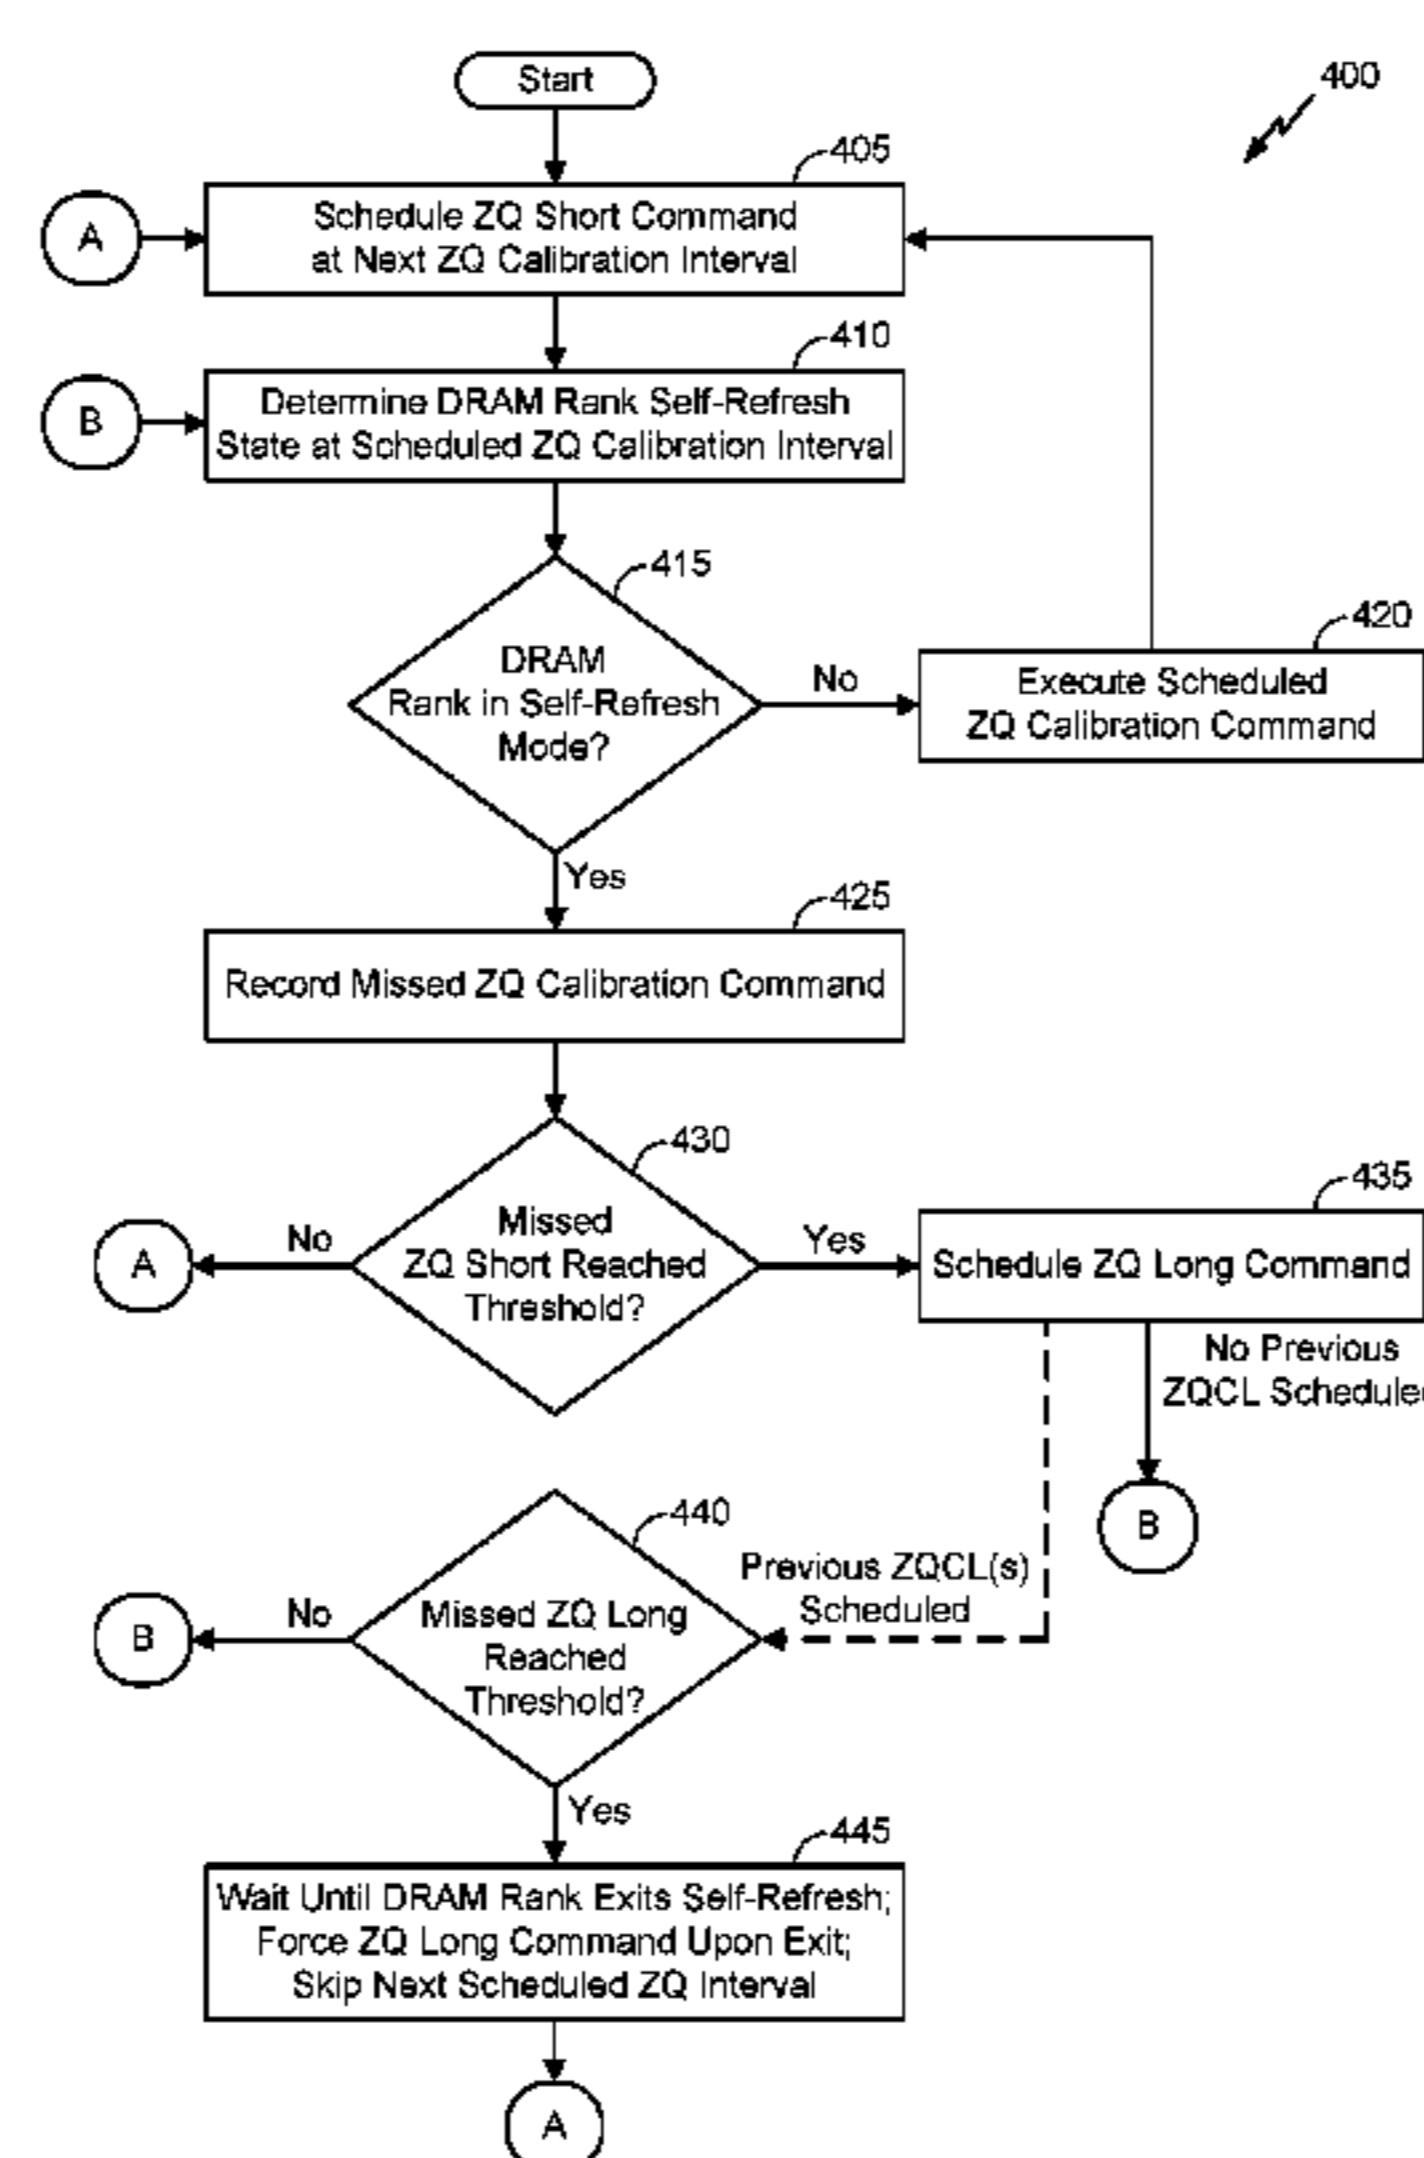 Start
400
405
A
Schedule ZQ Short Command
at Next ZQ Calibration Interval
410
B
Determine DRAM Rank Self-Refresh
State at Scheduled ZQ Calibration Interval
415
DRAM
Rank in Self-Refresh
Mode?
No
420
Execute Scheduled
ZQ Calibration Command
Yes
425
Record Missed ZQ Calibration Command
430
Missed
ZQ Short Reached
Threshold?
No
A
Yes
435
Schedule ZQ Long Command
No Previous
ZQCL Scheduled
B
440
Previous ZQCL(s)
Scheduled
Missed ZQ Long
Reached
Threshold?
No
B
Yes
445
Wait Until DRAM Rank Exits Self-Refresh;
Force ZQ Long Command Upon Exit;
Skip Next Scheduled ZQ Interval
A